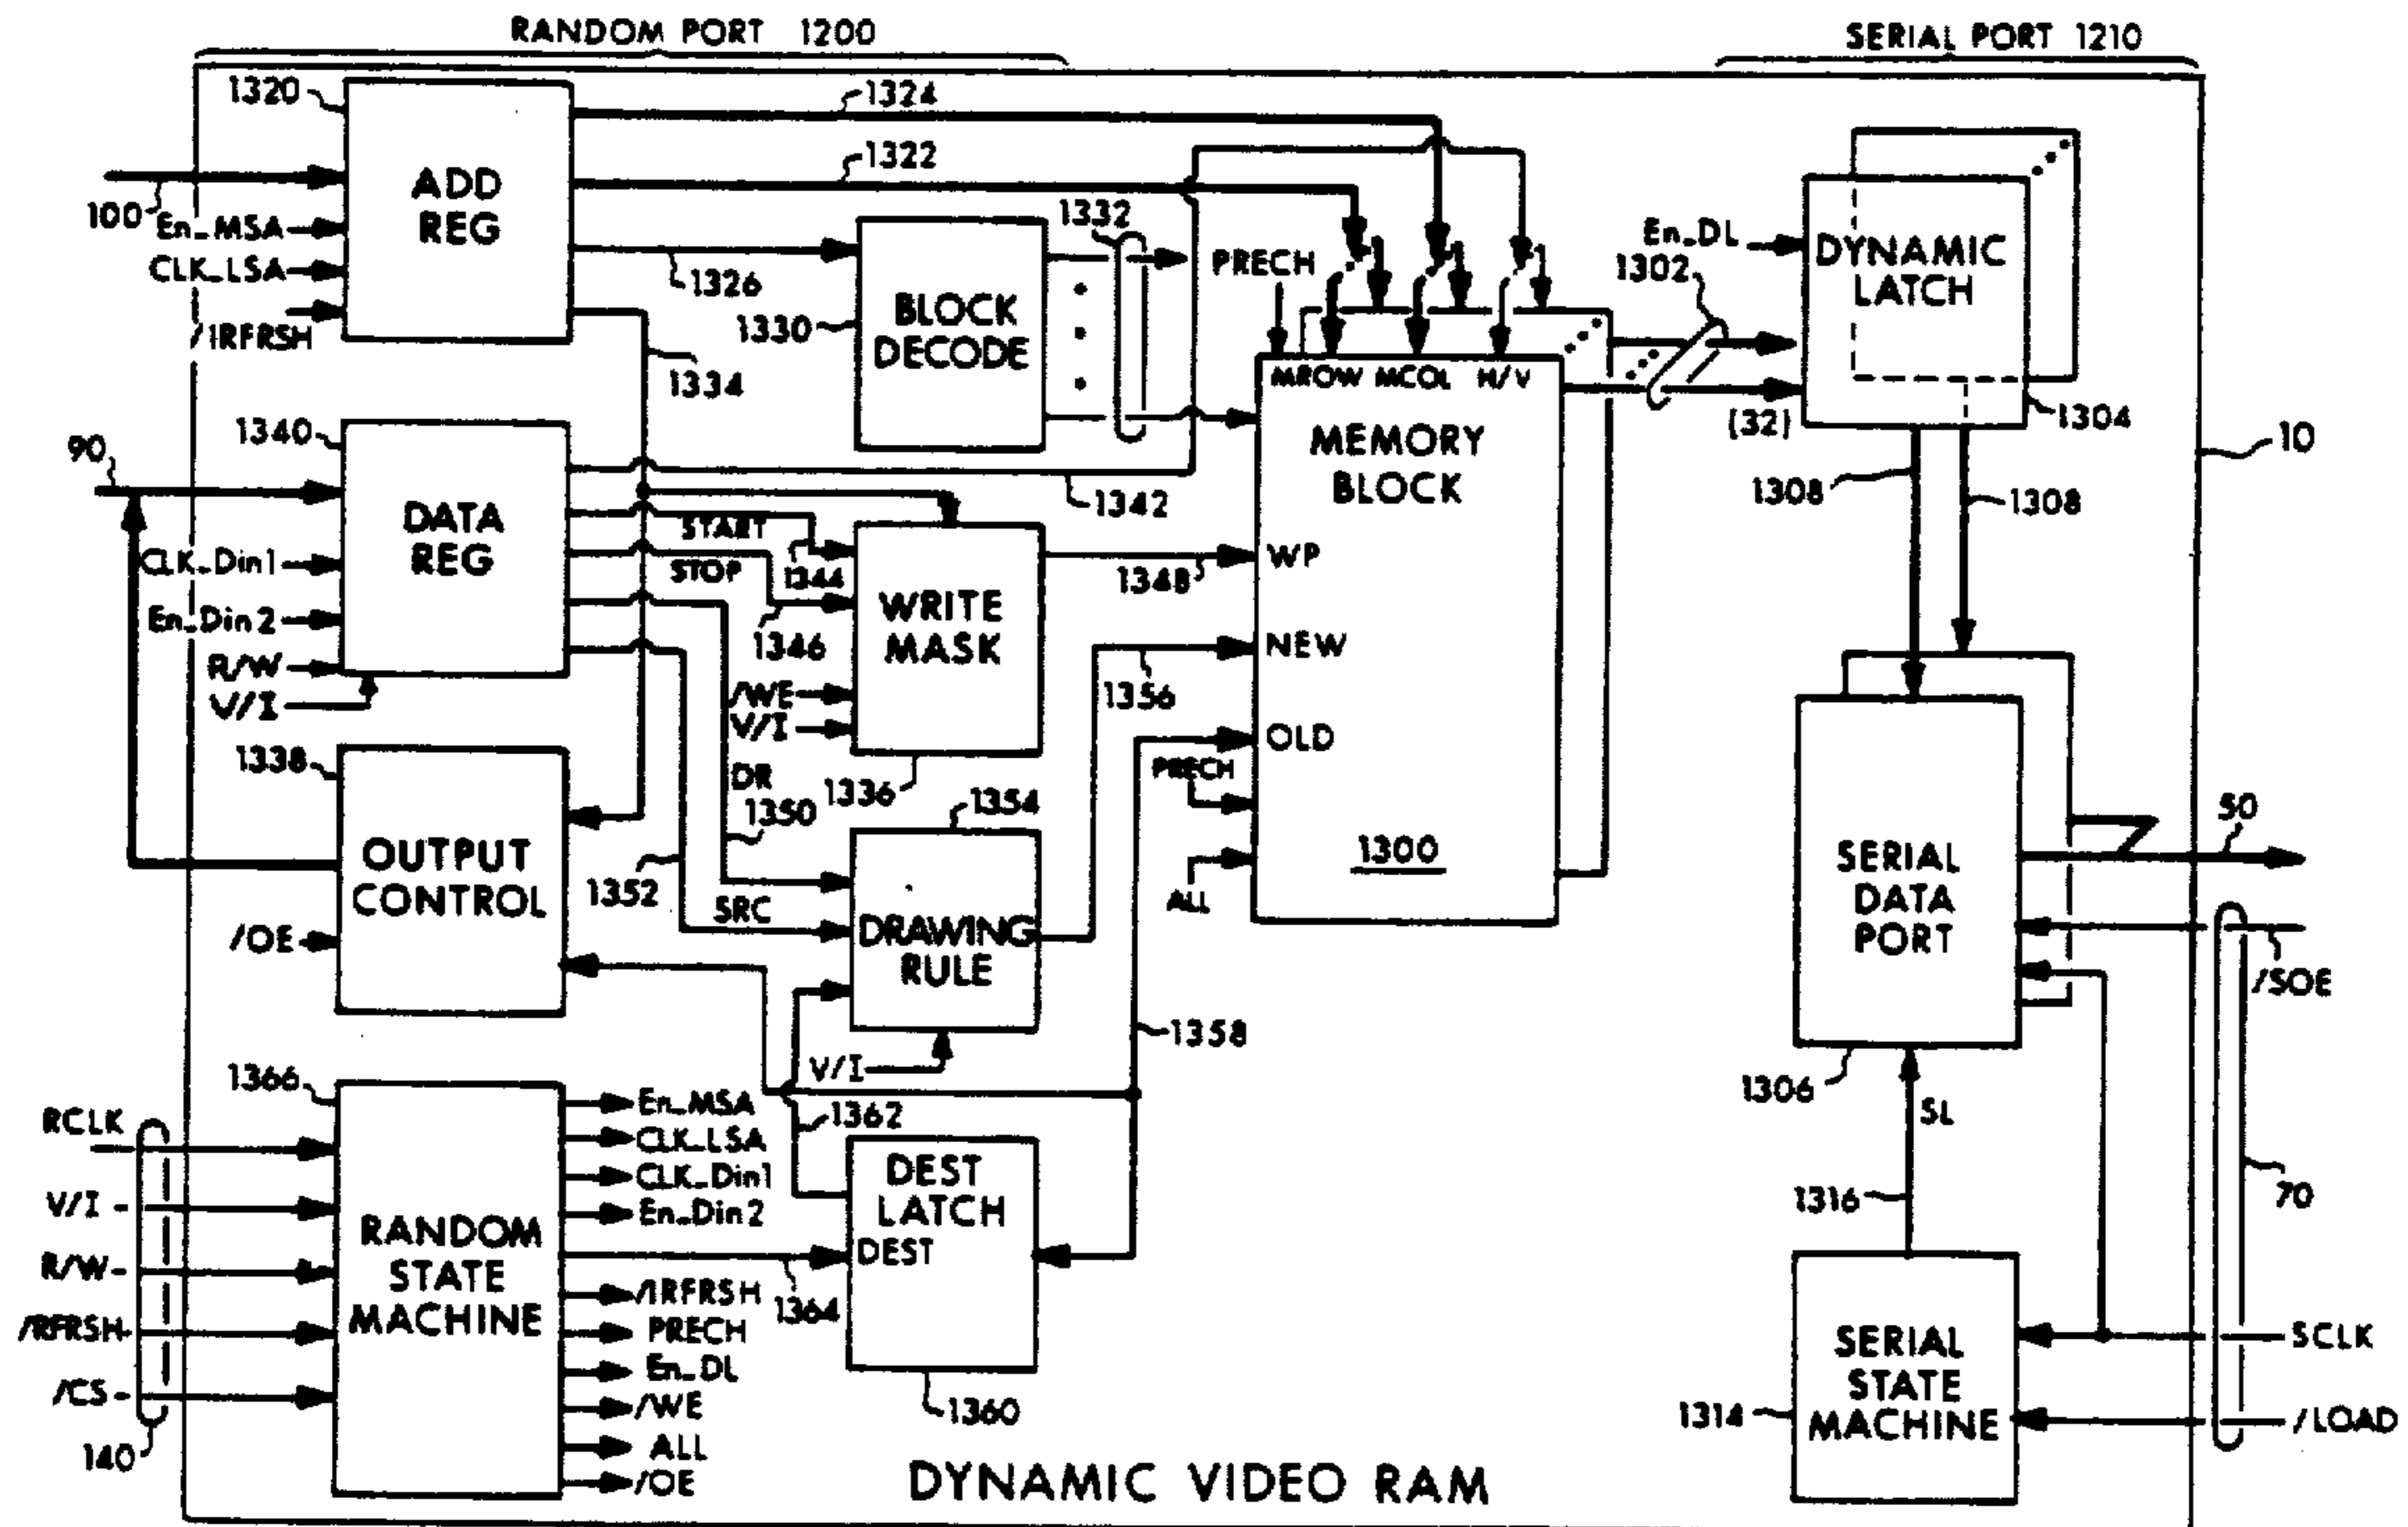 RANDOM PORT 1200
SERIAL PORT 1210
1320
ADD
REG
100
En_MSA
CLK_LSA
/IRFRSH
1324
1322
1326
1334
1330
BLOCK
DECODE
1332
PRECH
MROW MCOL H/V
MEMORY
BLOCK
WP
NEW
OLD
PRECH
ALL
1300
1302
(32)
En_DL
DYNAMIC
LATCH
1304
10
1308
1308
90
1340
DATA
REG
CLK_Din1
En_Din2
R/W
V/I
1342
START
1344
STOP
1346
WRITE
MASK
/WE
V/I
1336
1348
1356
1338
OUTPUT
CONTROL
/OE
DR
1350
1352
SRC
1354
DRAWING
RULE
V/I
1358
SERIAL
DATA
PORT
1306
50
/SOE
70
SL
1316
1314
SERIAL
STATE
MACHINE
SCLK
/LOAD
1366
RCLK
V/I
R/W
/RFRSH
/CS
140
RANDOM
STATE
MACHINE
En_MSA
CLK_LSA
CLK_Din1
En_Din2
1364
/IRFRSH
PRECH
En_DL
/WE
ALL
/OE
1362
DEST
LATCH
DEST
1360
DYNAMIC VIDEO RAM